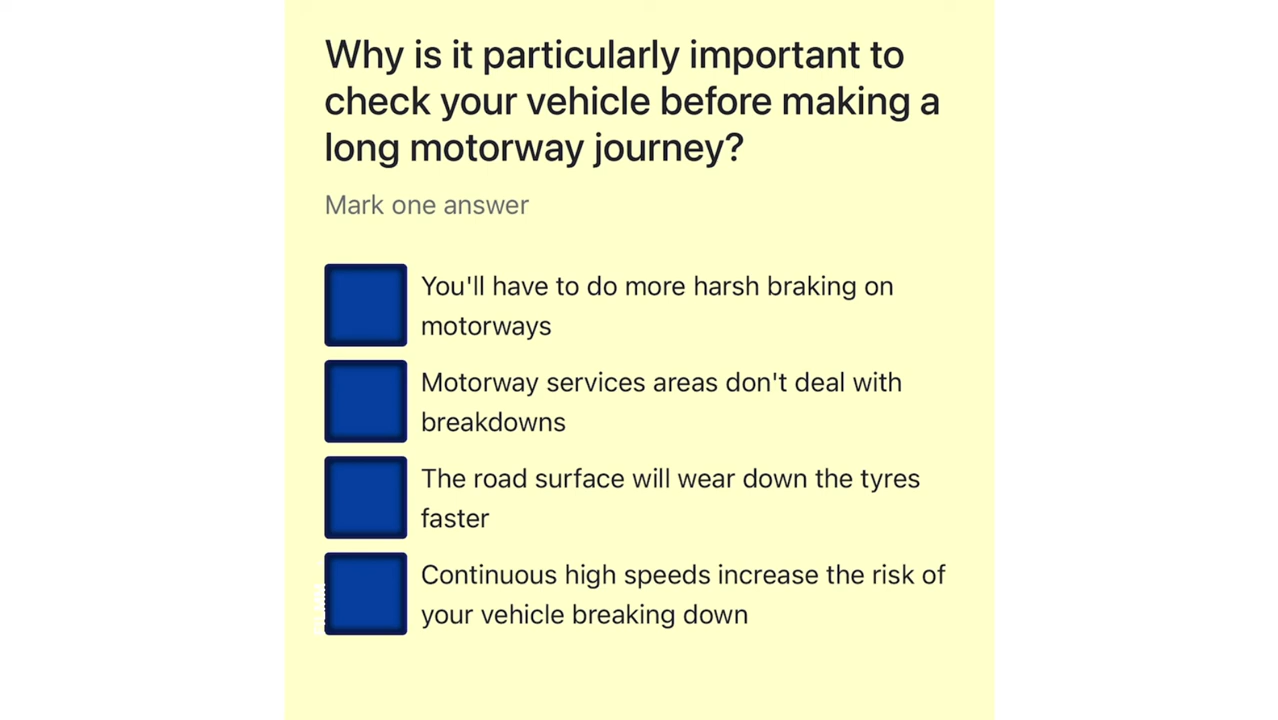 Why is it particularly important to
check your vehicle before making a
long motorway journey?
Mark one answer
You'll have to do more harsh braking on
motorways
Motorway services areas don't deal with
breakdowns
The road surface will wear down the tyres
faster
Continuous high speeds increase the risk of
your vehicle breaking down